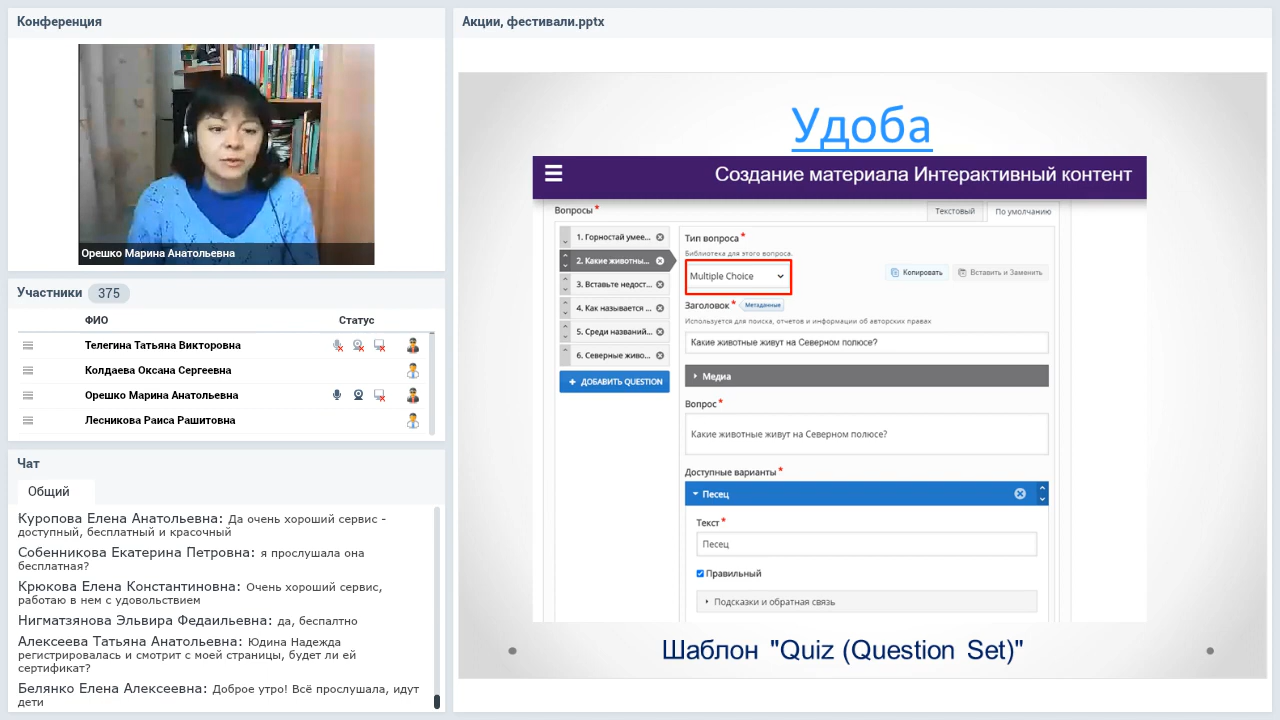 Конференция
Орешко Марина Анатольевна
Участники 375
ФИО Статус
Телегина Татьяна Викторовна
Колдаева Оксана Сергеевна
Орешко Марина Анатольевна
Лесникова Раиса Рашитовна
Чат
Общий
Куропова Елена Анатольевна: Да очень хороший сервис -
доступный, бесплатный и красочный
Собенникова Екатерина Петровна: я прослушала она
бесплатная?
Крюкова Елена Константиновна: Очень хороший сервис,
работаю в нем с удовольствием
Нигматзянова Эльвира Федаильевна: да, беспалтно
Алексеева Татьяна Анатольевна: Юдина Надежда
регистрировалась и смотрит с моей страницы, будет ли ей
сертификат?
Белянко Елена Алексеевна: Доброе утро! Всё прослушала, идут
дети
Акции, фестивали.pptx
Удоба
Создание материала Интерактивный контент
Вопросы*
Текстовый По умолчанию
1. Горностай умее...
2. Какие животны...
3. Вставьте недост...
4. Как называется ...
5. Среди названий...
6. Северные живо...
+ ДОБАВИТЬ QUESTION
Тип вопроса*
Библиотека для этого вопроса.
Multiple Choice
Копировать Вставить и Заменить
Заголовок* Метаданные
Используется для поиска, отчетов и информации об авторских правах
Какие животные живут на Северном полюсе?
Медиа
Вопрос*
Какие животные живут на Северном полюсе?
Доступные варианты*
Песец
Текст*
Песец
Правильный
Подсказки и обратная связь
Шаблон "Quiz (Question Set)"